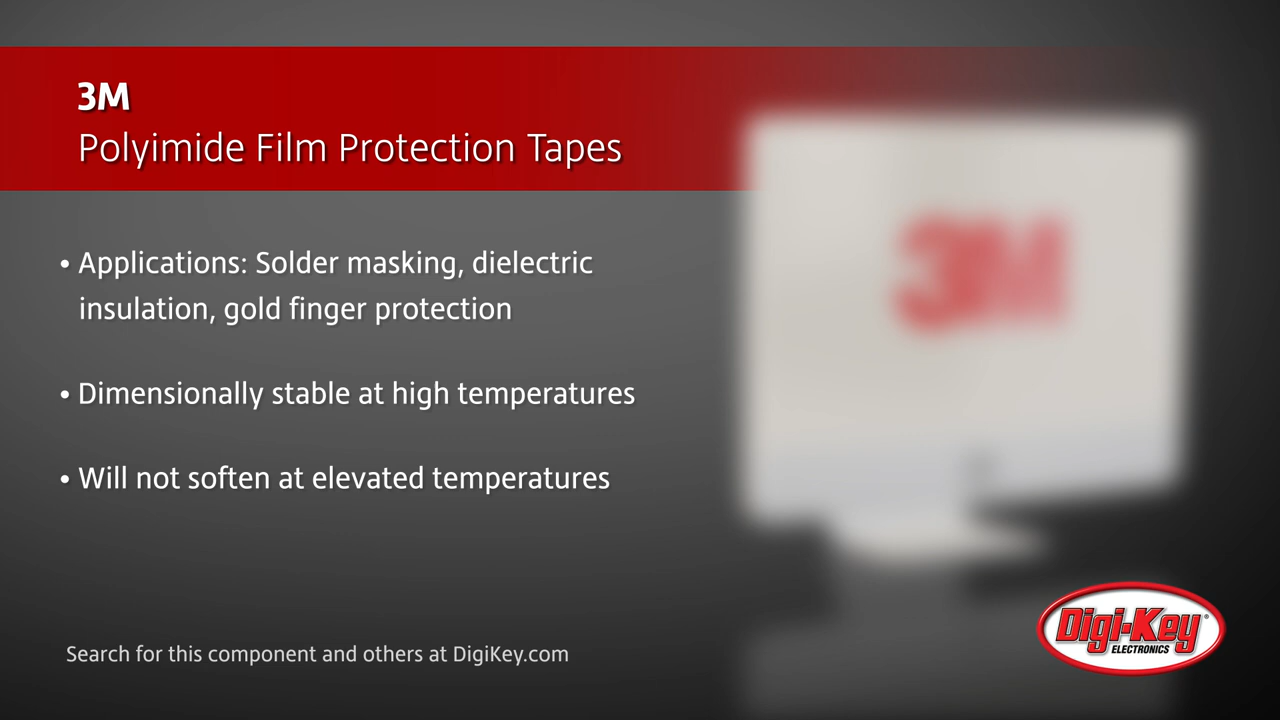 3M
Polyimide Film Protection Tapes
• Applications: Solder masking, dielectric
insulation, gold finger protection
• Dimensionally stable at high temperatures
• Will not soften at elevated temperatures
3M
Search for this component and others at DigiKey.com
Digi-Key®
ELECTRONICS